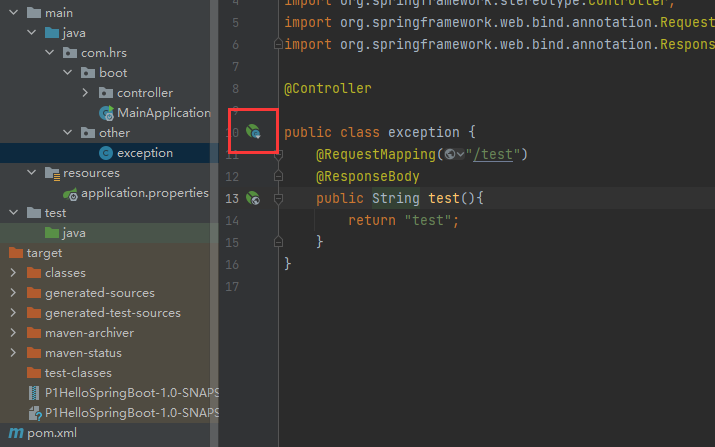 main
java
com.hrs
boot
controller
MainApplication
other
exception
resources
application.properties
test
java
target
classes
generated-sources
generated-test-sources
maven-archiver
maven-status
test-classes
P1HelloSpringBoot-1.0-SNAPS
P1HelloSpringBoot-1.0-SNAPS
pom.xml
4 import org.springframework.stereotype.Controller;
5 import org.springframework.web.bind.annotation.Request
6 import org.springframework.web.bind.annotation.Respons
8 @Controller
9
10 public class exception {
11 @RequestMapping("/test")
12 @ResponseBody
13 public String test(){
14 return "test";
15 }
16 }
17